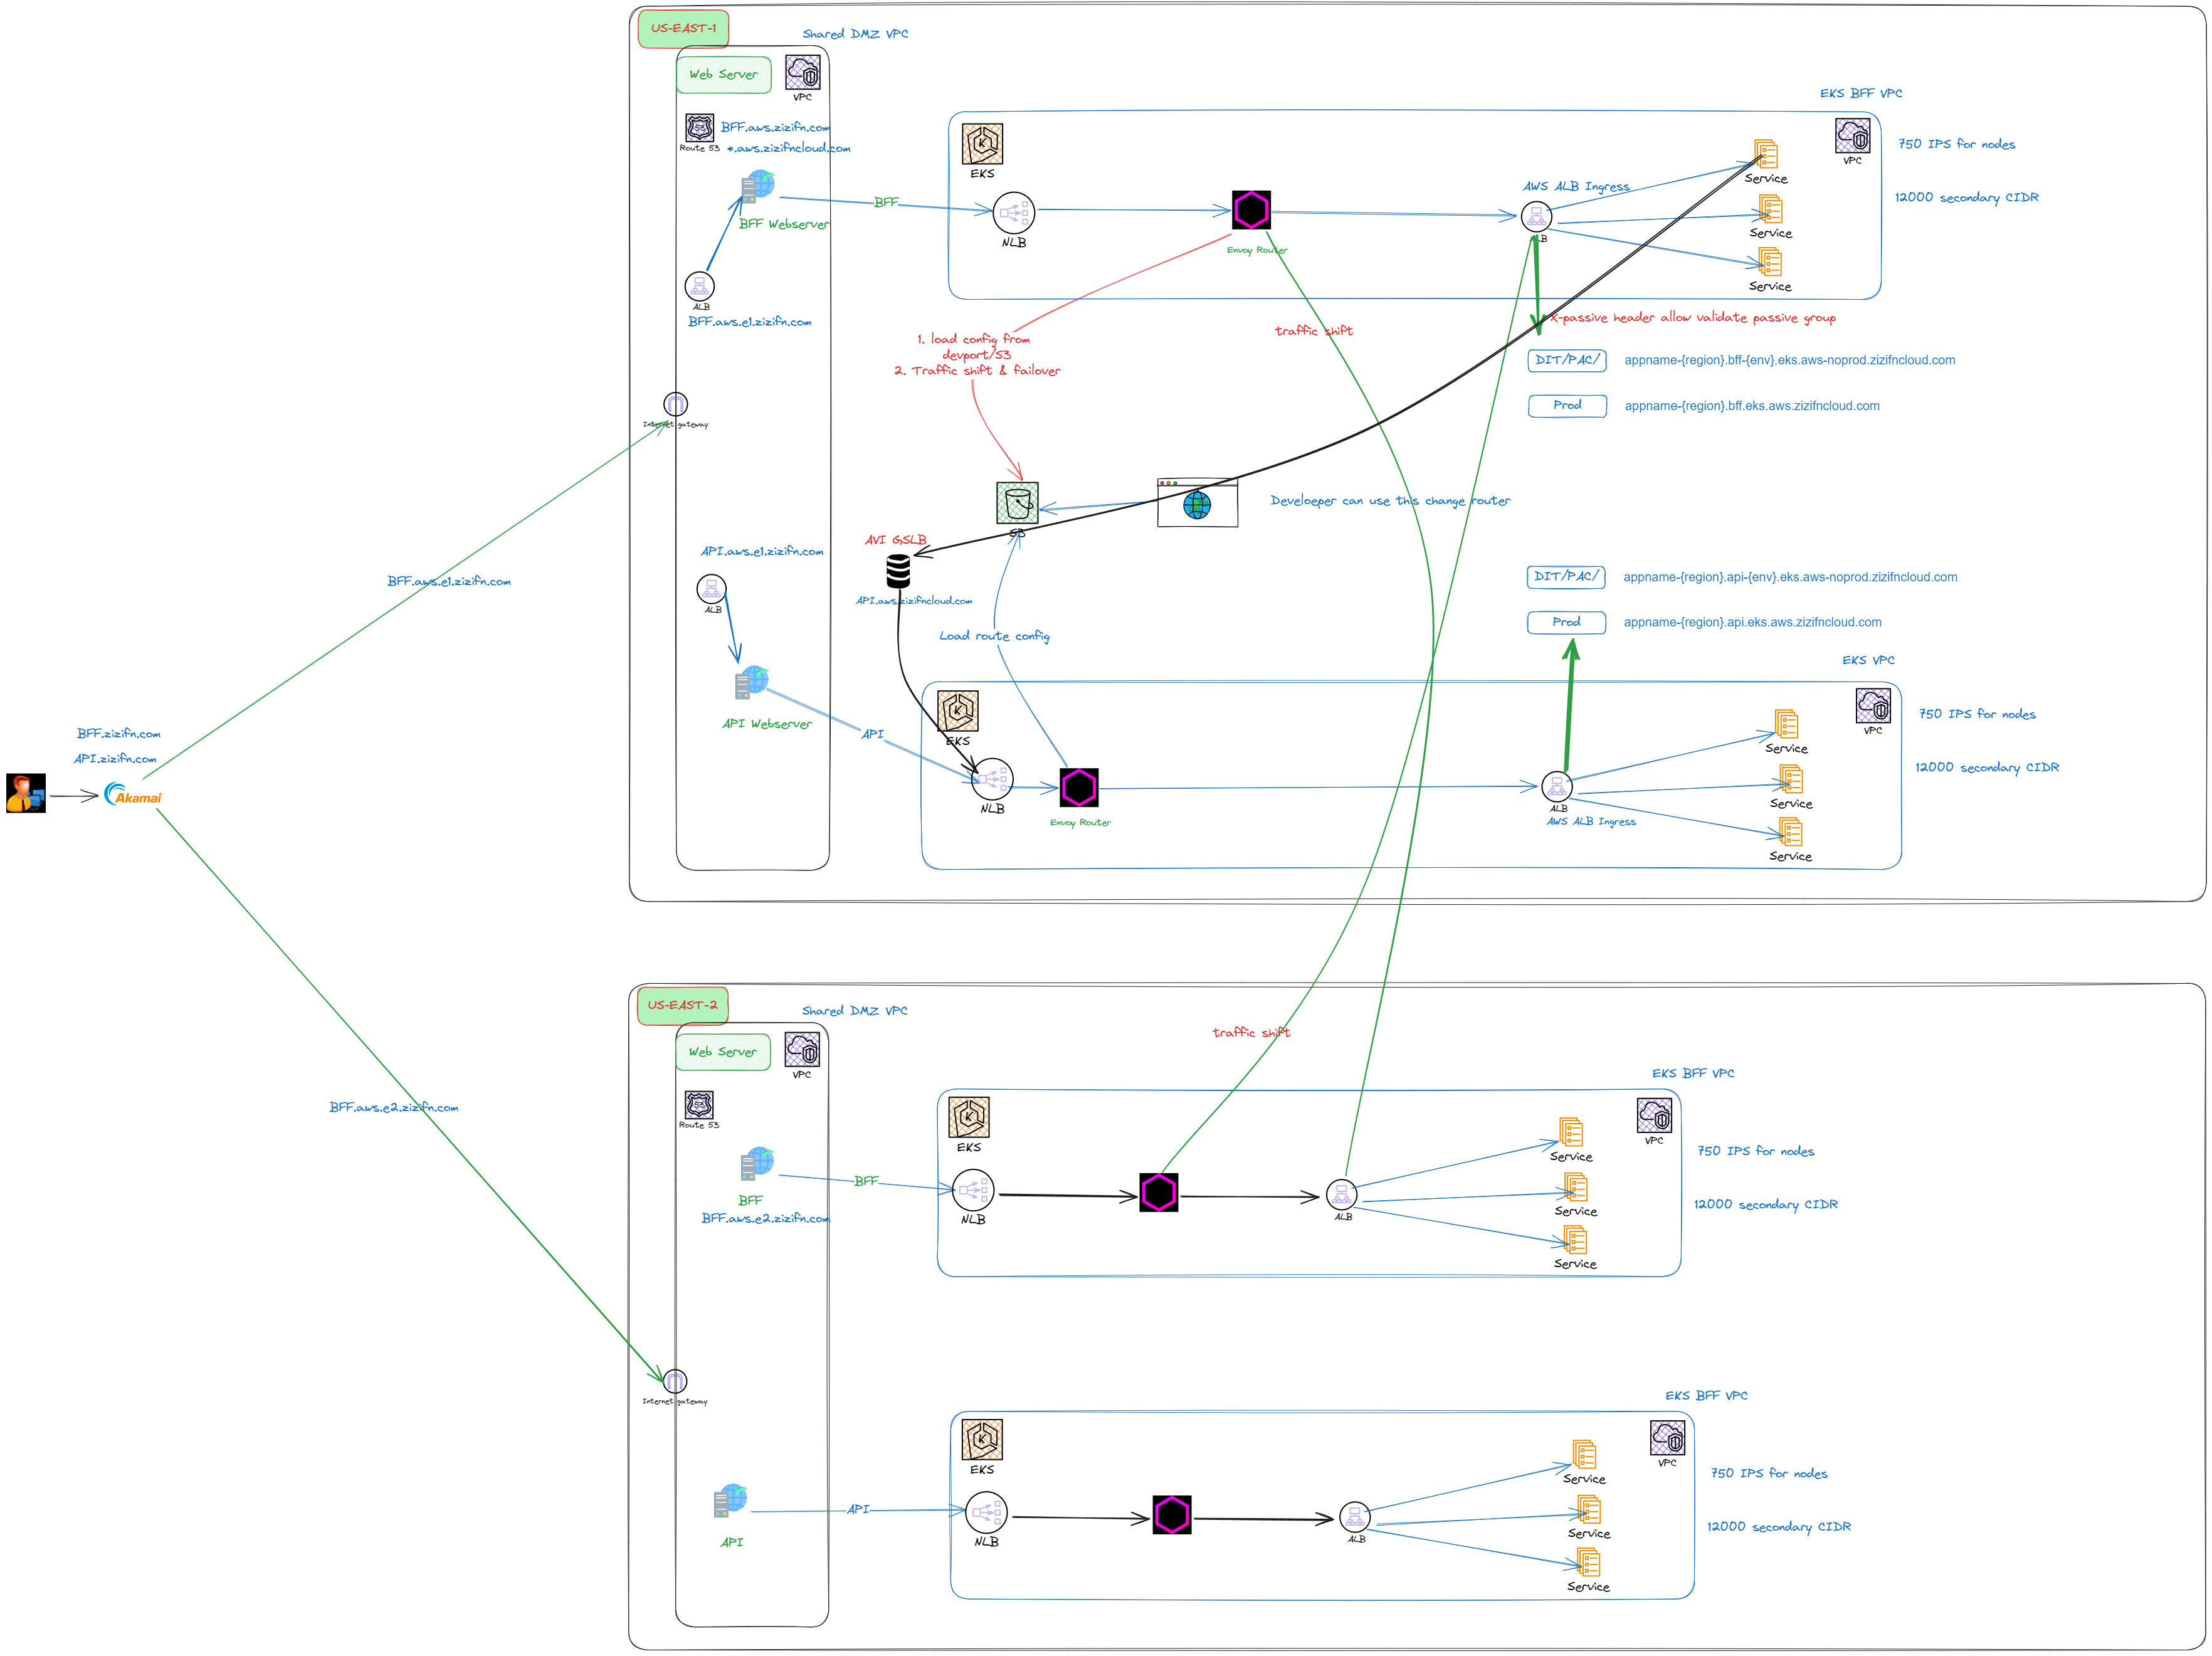 US-EAST-1
Shared DMZ VPC
Web Server
VPC
Route 53
BFF.aws.zizifn.com
*.aws.zizifncloud.com
BFF Webserver
ALB
BFF.aws.e1.zizifn.com
Internet gateway
API.aws.e1.zizifn.com
ALB
API Webserver
BFF
EKS BFF VPC
EKS
NLB
Envoy Router
AWS ALB Ingress
Service
Service
Service
VPC
750 IPS for nodes
12000 secondary CIDR
1. load config from
devport/S3
2. Traffic shift & failover
traffic shift
X-passive header allow validate passive group
DIT/PAC/
appname-{region}.bff-{env}.eks.aws-noprod.zizifncloud.com
Prod
appname-{region}.bff.eks.aws.zizifncloud.com
S3
Develoeper can use this change router
AVI GSLB
API.aws.zizifncloud.com
Load route config
DIT/PAC/
appname-{region}.api-{env}.eks.aws-noprod.zizifncloud.com
Prod
appname-{region}.api.eks.aws.zizifncloud.com
API
EKS VPC
EKS
NLB
Envoy Router
ALB
AWS ALB Ingress
Service
Service
Service
VPC
750 IPS for nodes
12000 secondary CIDR
BFF.aws.e1.zizifn.com
BFF.zizifn.com
API.zizifn.com
Akamai
BFF.aws.e2.zizifn.com
US-EAST-2
Shared DMZ VPC
Web Server
VPC
Route 53
BFF
BFF.aws.e2.zizifn.com
Internet gateway
API
traffic shift
BFF
EKS BFF VPC
EKS
NLB
ALB
Service
Service
Service
VPC
750 IPS for nodes
12000 secondary CIDR
API
EKS BFF VPC
EKS
NLB
ALB
Service
Service
Service
VPC
750 IPS for nodes
12000 secondary CIDR